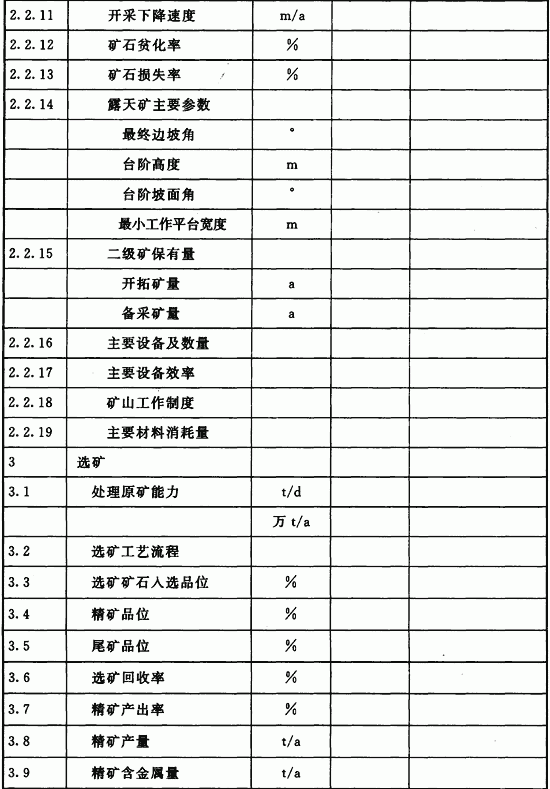 2.2.11 开采下降速度 m/a
2.2.12 矿石贫化率 %
2.2.13 矿石损失率 %
2.2.14 露天矿主要参数
最终边坡角 °
台阶高度 m
台阶坡面角 °
最小工作平台宽度 m
2.2.15 二级矿保有量
开拓矿量 a
备采矿量 a
2.2.16 主要设备及数量
2.2.17 主要设备效率
2.2.18 矿山工作制度
2.2.19 主要材料消耗量
3 选矿
3.1 处理原矿能力 t/d
万 t/a
3.2 选矿工艺流程
3.3 选矿矿石入选品位 %
3.4 精矿品位 %
3.5 尾矿品位 %
3.6 选矿回收率 %
3.7 精矿产出率 %
3.8 精矿产量 t/a
3.9 精矿含金属量 t/a